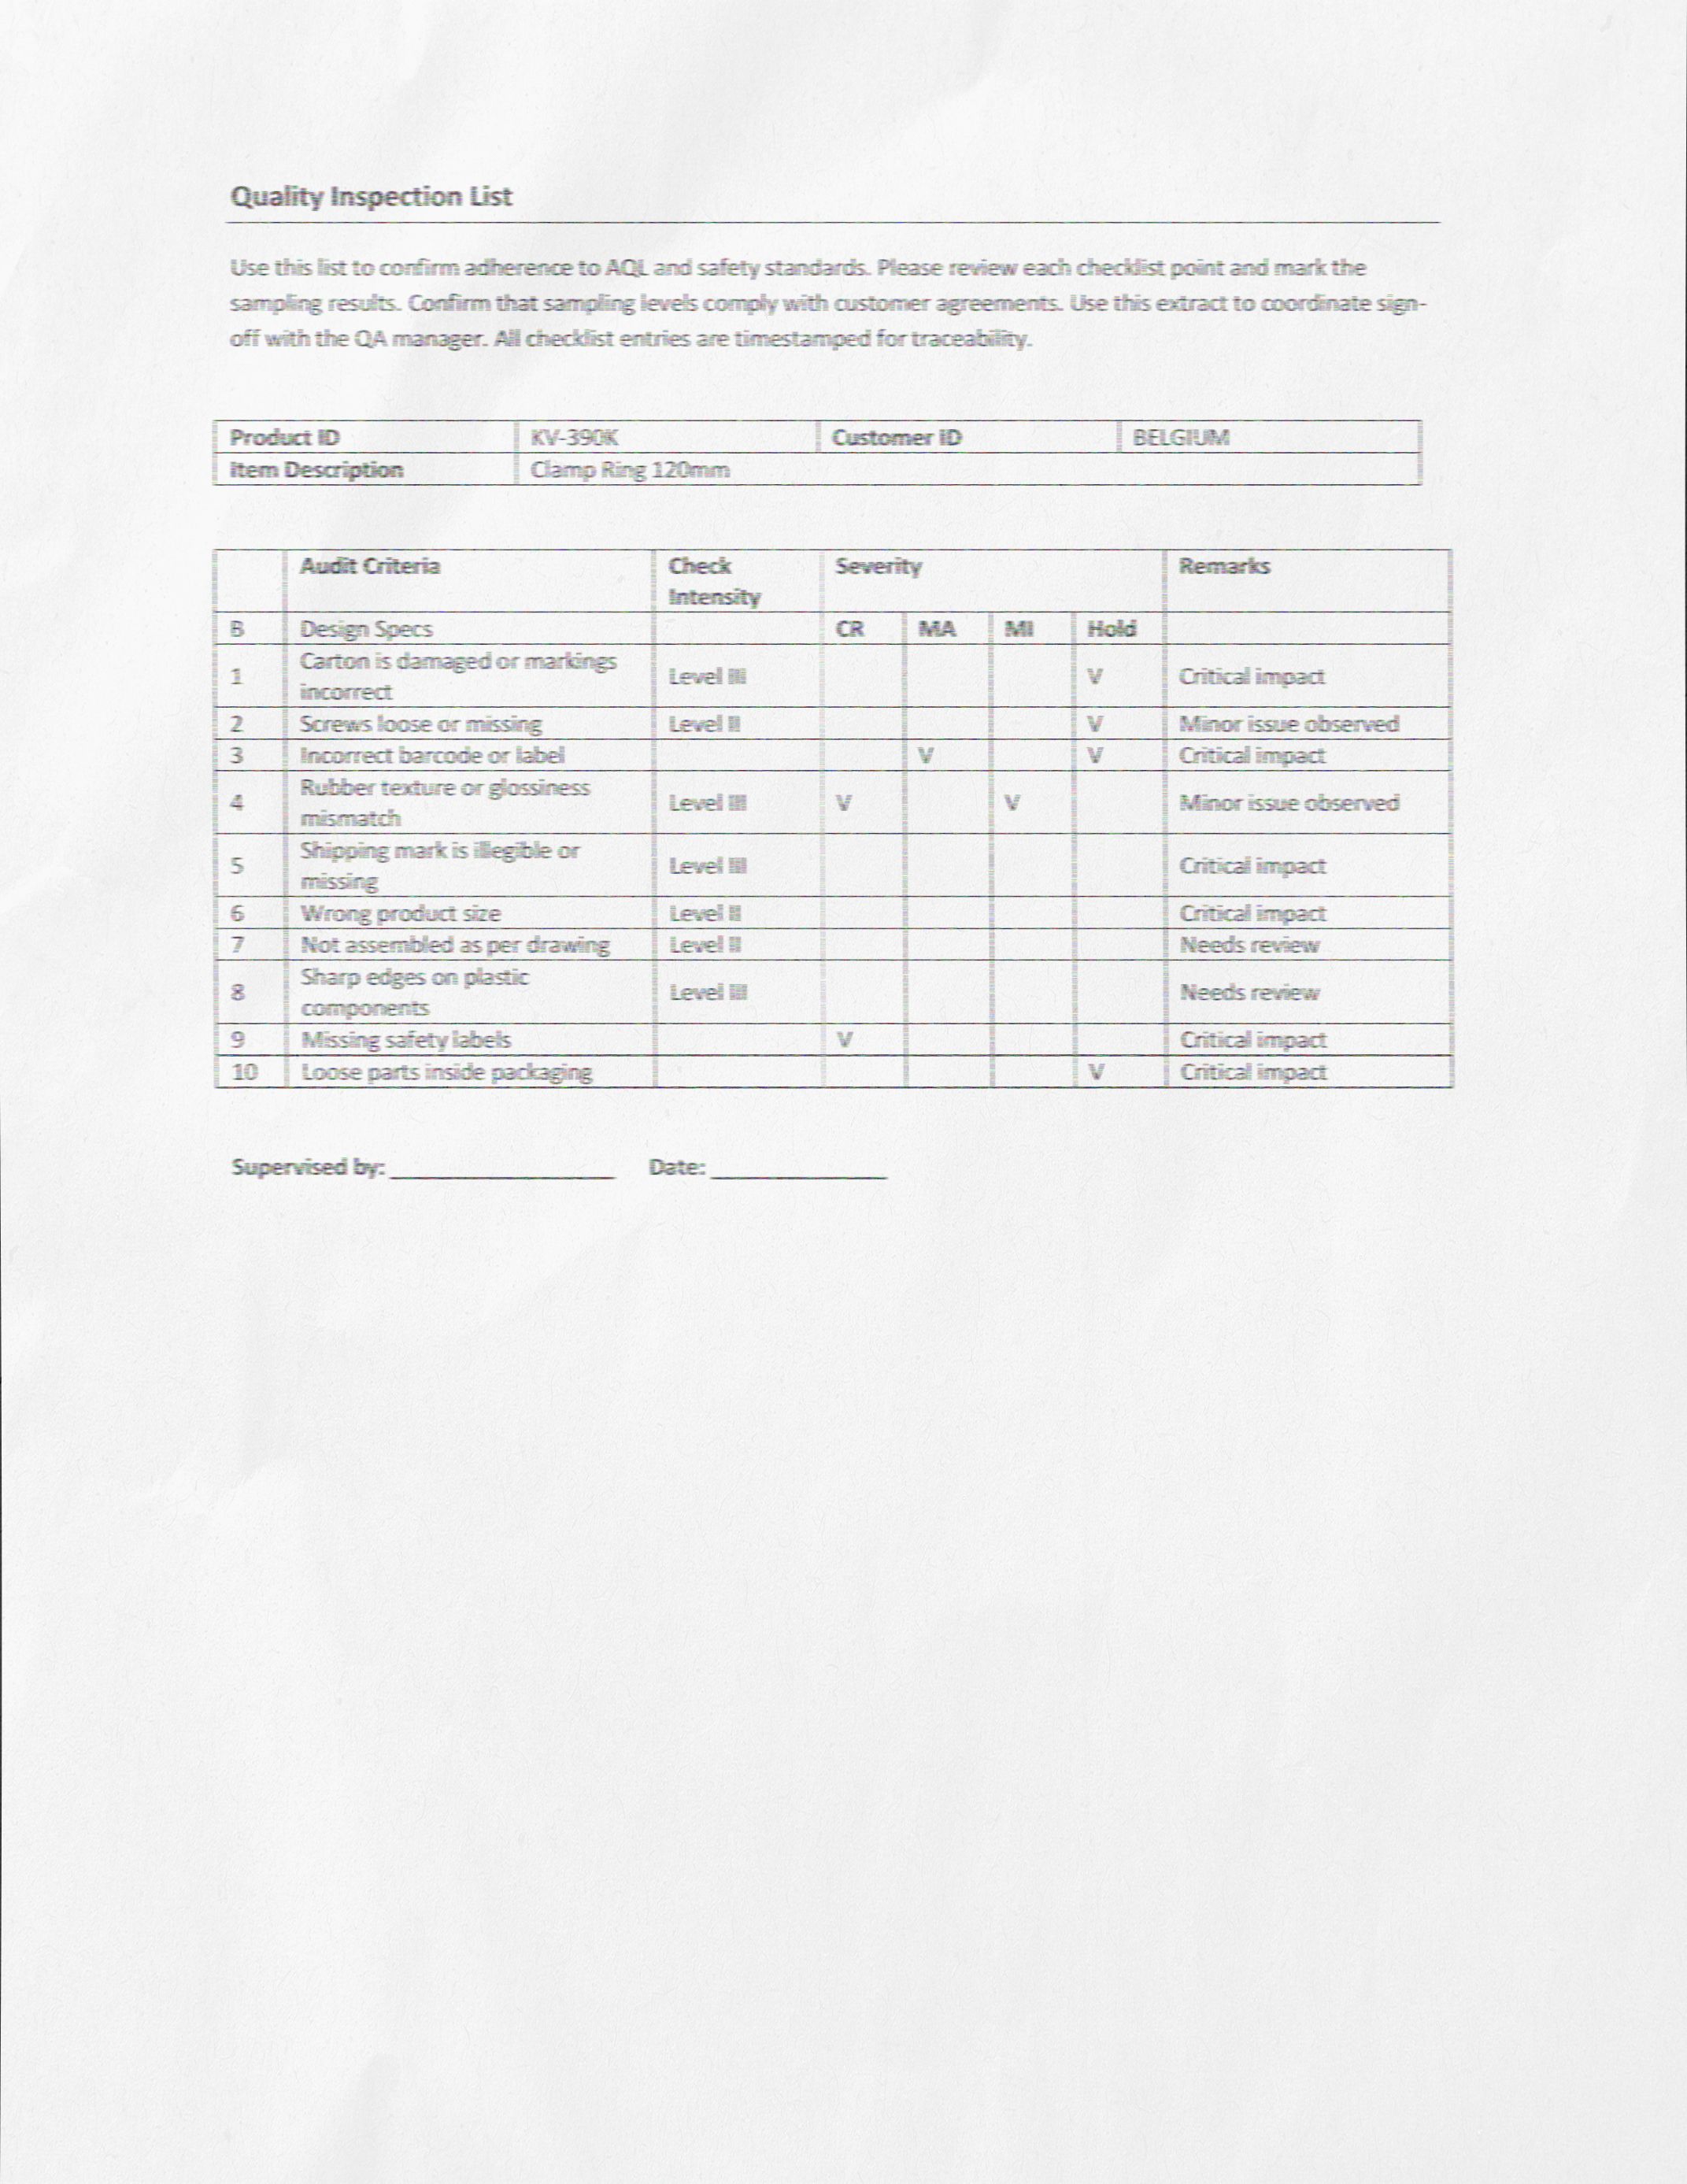 Quality Inspection List
Use this list to confirm adherence to AQL and safety standards. Please review each checklist point and mark the
sampling results. Confirm that sampling levels comply with customer agreements. Use this extract to coordinate sign-
off with the QA manager. All checklist entries are timestamped for traceability.
Product ID KV-390K Customer ID BELGIUM
Item Description Clamp Ring 120mm
Audit Criteria Check Intensity Severity Remarks
B Design Specs CR MA MI Hold
1 Carton is damaged or markings incorrect Level III V Critical impact
2 Screws loose or missing Level II V Minor issue observed
3 Incorrect barcode or label V V Critical impact
4 Rubber texture or glossiness mismatch Level III V V Minor issue observed
5 Shipping mark is illegible or missing Level III Critical impact
6 Wrong product size Level II Critical impact
7 Not assembled as per drawing Level II Needs review
8 Sharp edges on plastic components Level III Needs review
9 Missing safety labels V Critical impact
10 Loose parts inside packaging V Critical impact
Supervised by: Date: